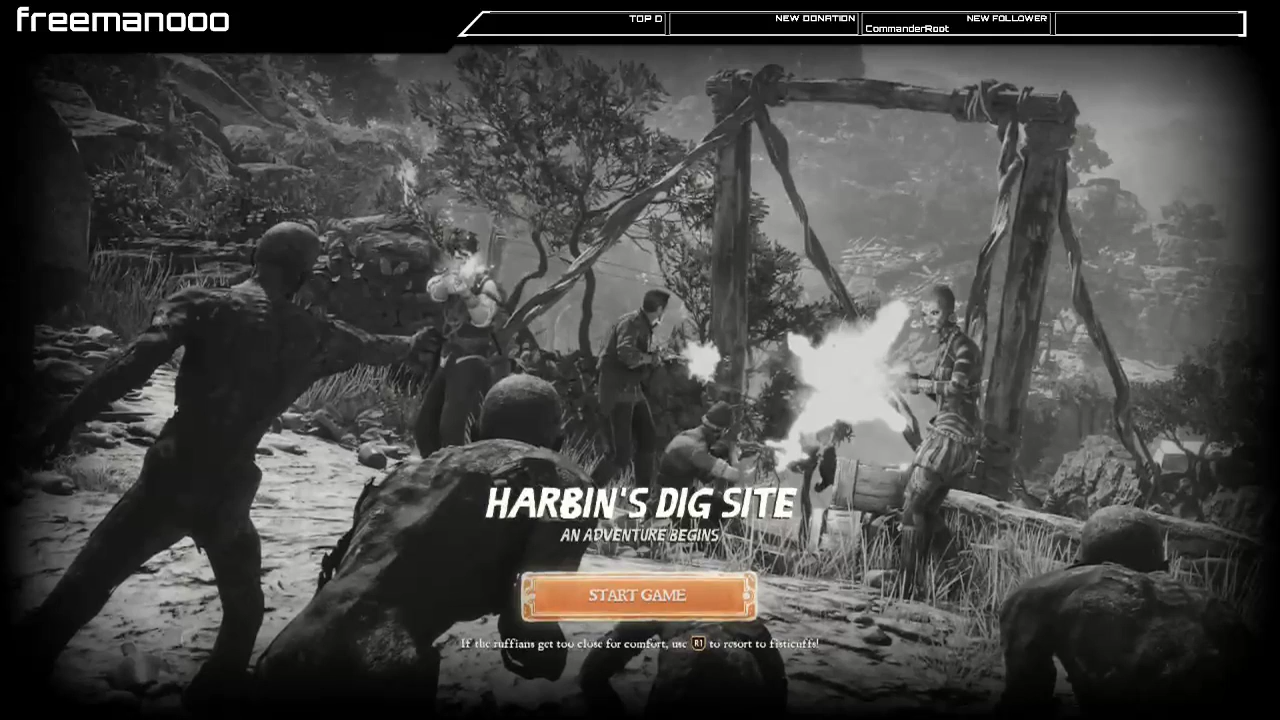 freemanooo
TOP D
NEW DONATION
NEW FOLLOWER
CommanderRoot
HARBIN'S DIG SITE
AN ADVENTURE BEGINS
START GAME
If the ruffians get too close for comfort, use R1 to resort to fisticuffs!